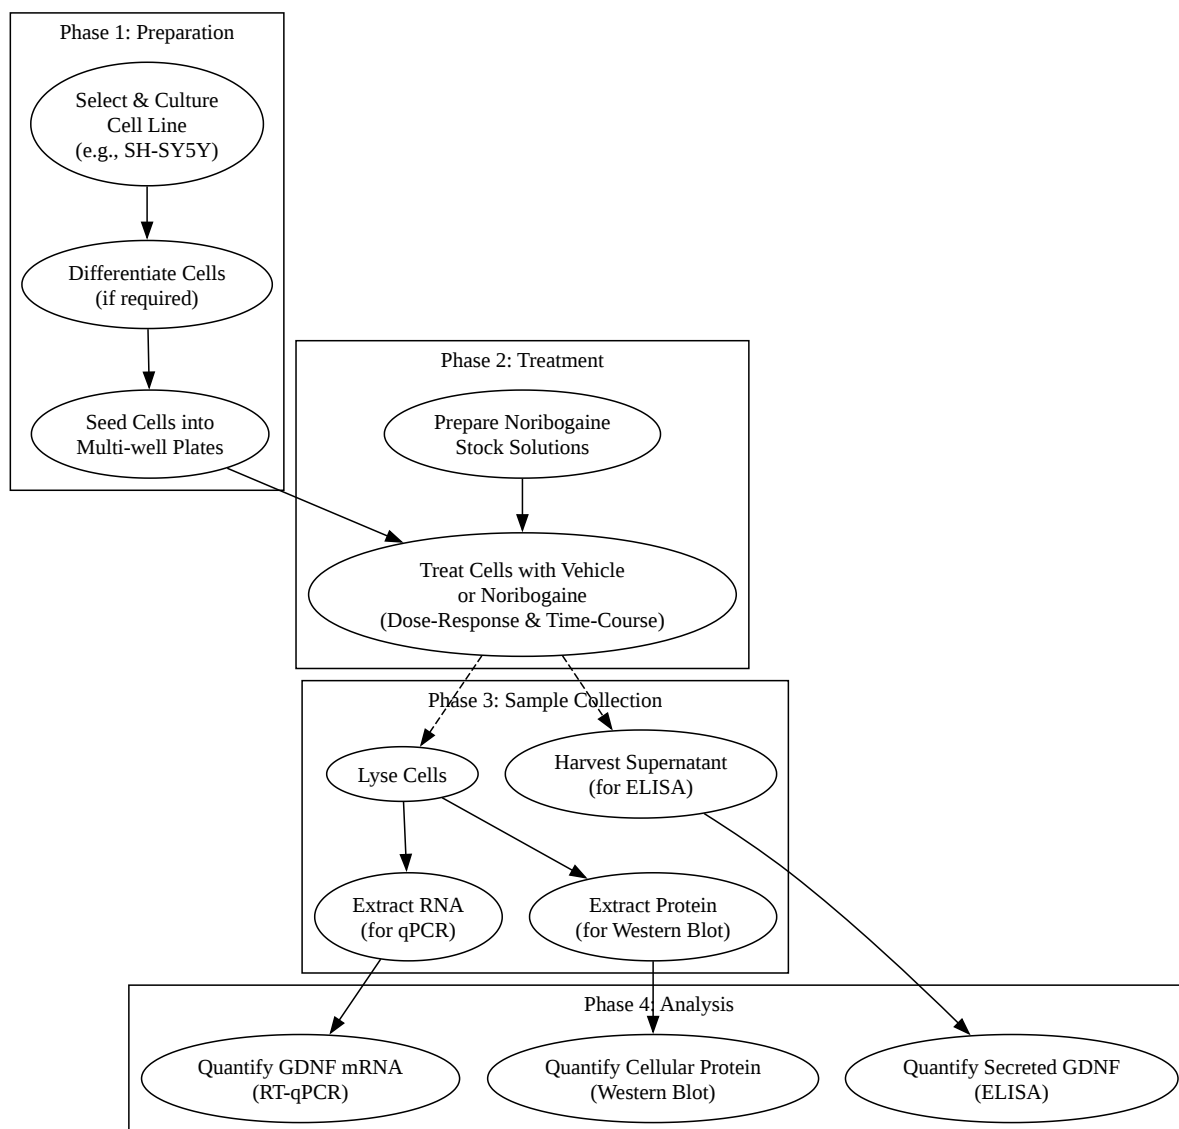 Phase 1: Preparation
Select & Culture
Cell Line
(e.g., SH-SY5Y)
Differentiate Cells
(if required)
Seed Cells into
Multi-well Plates
Phase 2: Treatment
Prepare Noribogaine
Stock Solutions
Treat Cells with Vehicle
or Noribogaine
(Dose-Response & Time-Course)
Phase 3: Sample Collection
Lyse Cells
Harvest Supernatant
(for ELISA)
Extract RNA
(for qPCR)
Extract Protein
(for Western Blot)
Phase 4: Analysis
Quantify GDNF mRNA
(RT-qPCR)
Quantify Cellular Protein
(Western Blot)
Quantify Secreted GDNF
(ELISA)